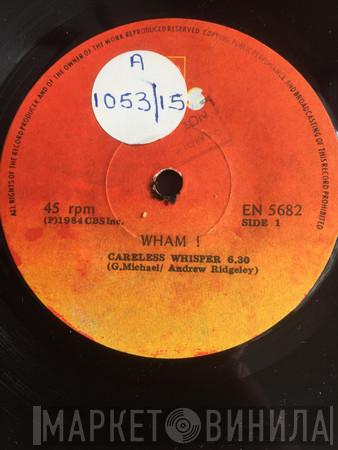 ALL RIGHTS OF THE RECORD PRODUCER AND OF THE OWNER OF THE WORK REPRODUCED RESERVED COPYING PUBLIC PERFORMANCE AND BROADCASTING OF THIS RECORD PROHIBITED
A
1053/15
45 rpm
(P)1984 CBS Inc.
EN 5682
SIDE 1
WHAM !
CARELESS WHISPER 6.30
(G,Michael/ Andrew Ridgeley)
МАРКЕТ ВИНИЛА